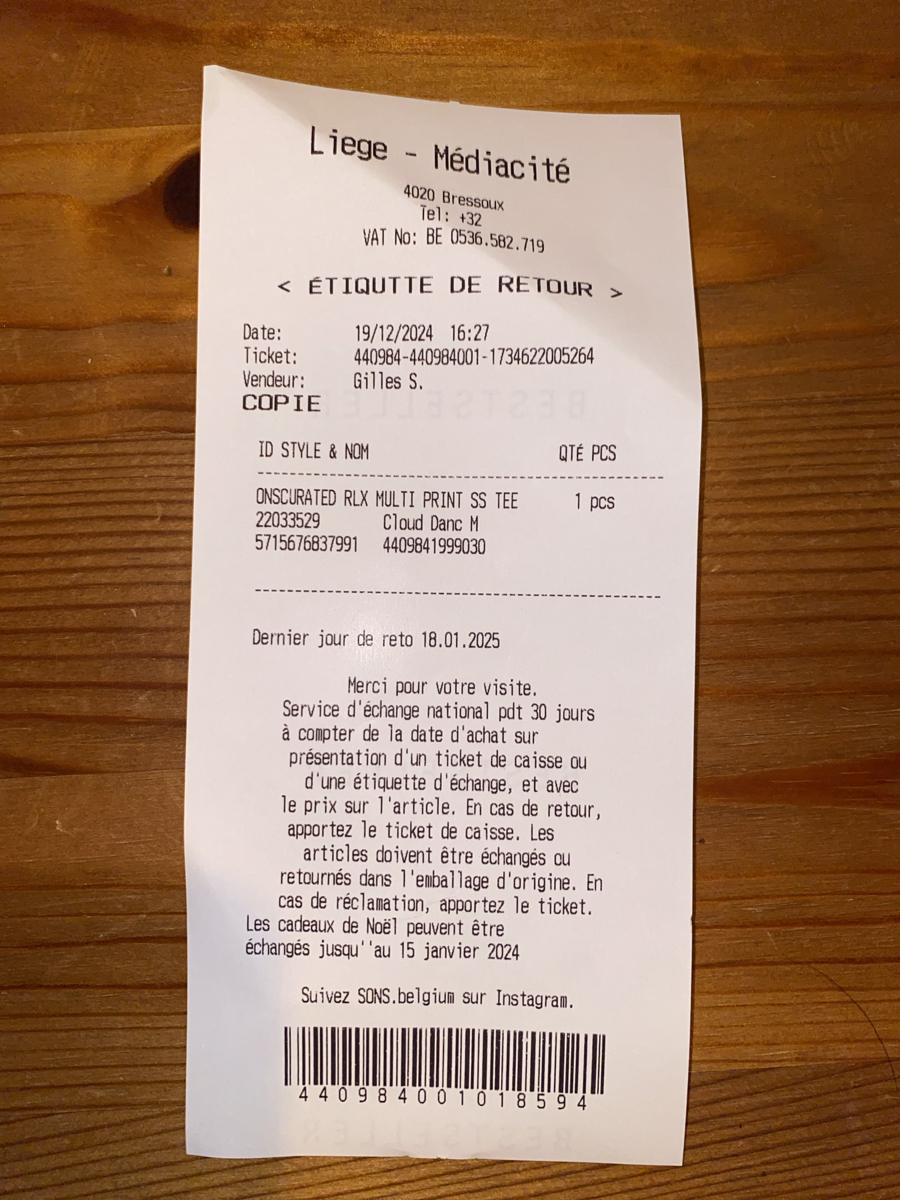 Liege - Médiacité
4020 Bressoux
Tel: +32
VAT No: BE 0536.582.719
< ÉTIQUTTE DE RETOUR >
Date: 19/12/2024 16:27
Ticket: 440984-440984001-1734622005264
Vendeur: Gilles S.
COPIE
BESTSELLER
ID STYLE & NOM QTÉ PCS
ONSCURATED RLX MULTI PRINT SS TEE 1 pcs
22033529 Cloud Danc M
5715676837991 4409841999030
Dernier jour de reto 18.01.2025
Merci pour votre visite.
Service d'échange national pdt 30 jours
à compter de la date d'achat sur
présentation d'un ticket de caisse ou
d'une étiquette d'échange, et avec
le prix sur l'article. En cas de retour,
apportez le ticket de caisse. Les
articles doivent être échangés ou
retournés dans l'emballage d'origine. En
cas de réclamation, apportez le ticket.
Les cadeaux de Noël peuvent être
échangés jusqu''au 15 janvier 2024
Suivez SONS.belgium sur Instagram.
440984001018594
BESTSELLER